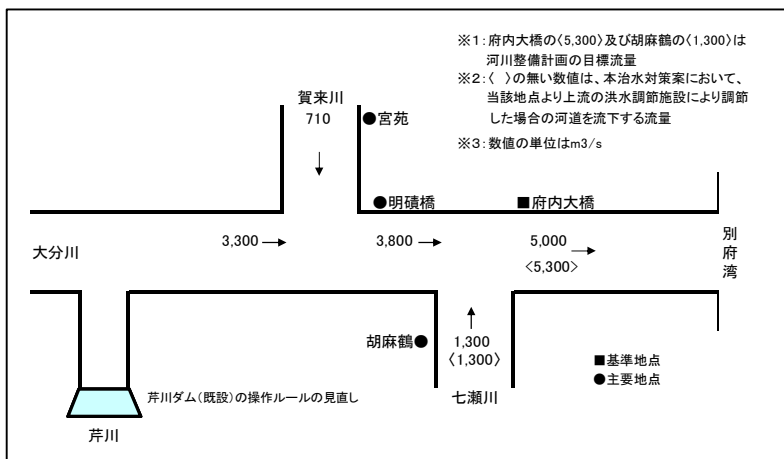 ※1:府内大橋の〈5,300〉及び胡麻鶴の〈1,300〉は
河川整備計画の目標流量
※2:〈 〉の無い数値は、本治水対策案において、
当該地点より上流の洪水調節施設により調節
した場合の河道を流下する流量
※3:数値の単位はm3/s
賀来川
710
●宮苑
↓
●明磧橋
■府内大橋
大分川
3,300→
3,800→
5,000
→
〈5,300〉
別府湾
胡麻鶴●
↑
1,300
〈1,300〉
七瀬川
■基準地点
●主要地点
芹川ダム(既設)の操作ルールの見直し
芹川